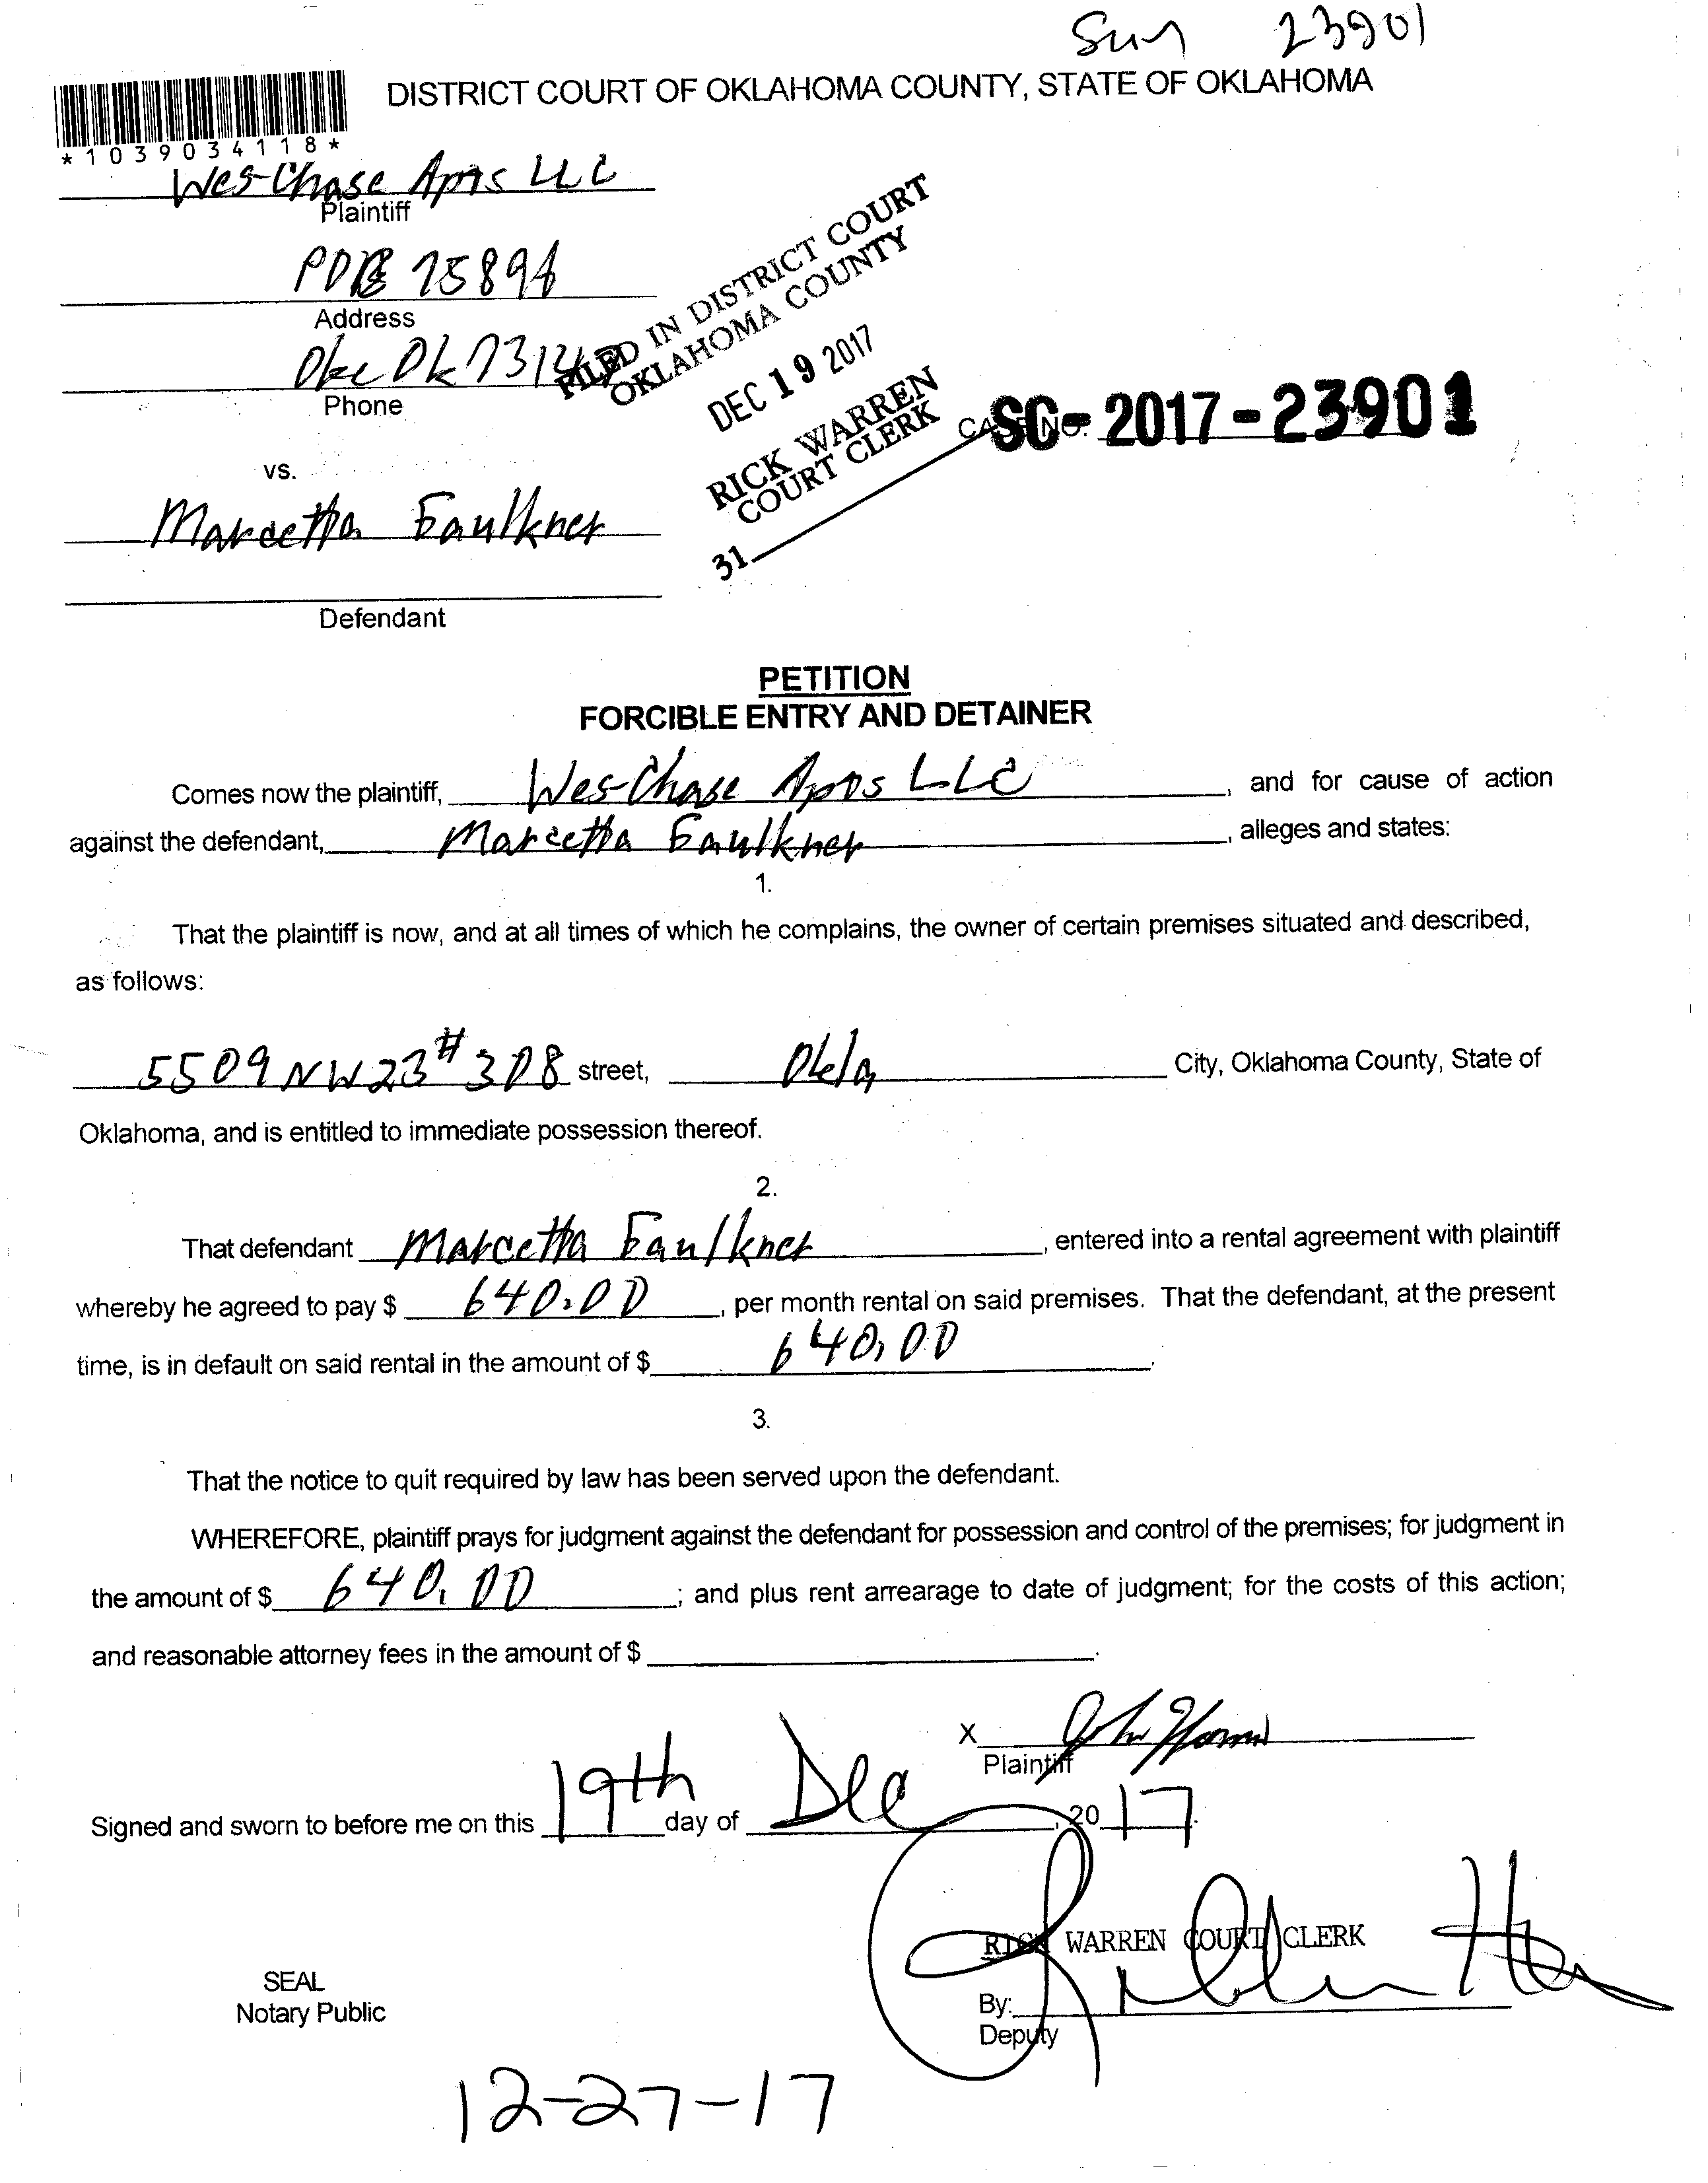 23901
DISTRICT COURT OF OKLAHOMA COUNTY, STATE OF OKLAHOMA
*1039034118*
Wes-Chase Apts LLC
Plaintiff
POB 75894
Address
Okc Ok
Phone
FILED IN DISTRICT COURT
OKLAHOMA COUNTY
DEC 19 2017
RICK WARREN
COURT CLERK
31
CASE NO. SC-2017-23901
vs.
Marcetta Faulkner
Defendant
PETITION
FORCIBLE ENTRY AND DETAINER
Comes now the plaintiff, Wes-Chase Apts LLC, and for cause of action
against the defendant, Marcetta Faulkner, alleges and states:
1.
That the plaintiff is now, and at all times of which he complains, the owner of certain premises situated and described,
as follows:
5509 NW 23 #308 street, Okla City, Oklahoma County, State of
Oklahoma, and is entitled to immediate possession thereof.
2.
That defendant Marcetta Faulkner, entered into a rental agreement with plaintiff
whereby he agreed to pay $ 640.00, per month rental on said premises. That the defendant, at the present
time, is in default on said rental in the amount of $ 640.00.
3.
That the notice to quit required by law has been served upon the defendant.
WHEREFORE, plaintiff prays for judgment against the defendant for possession and control of the premises; for judgment in
the amount of $ 640.00; and plus rent arrearage to date of judgment; for the costs of this action;
and reasonable attorney fees in the amount of $ .
X
Plaintiff
Signed and sworn to before me on this 19th day of Dec, 20 17.
RICK WARREN COURT CLERK
SEAL
Notary Public
By:
Deputy
12-27-17